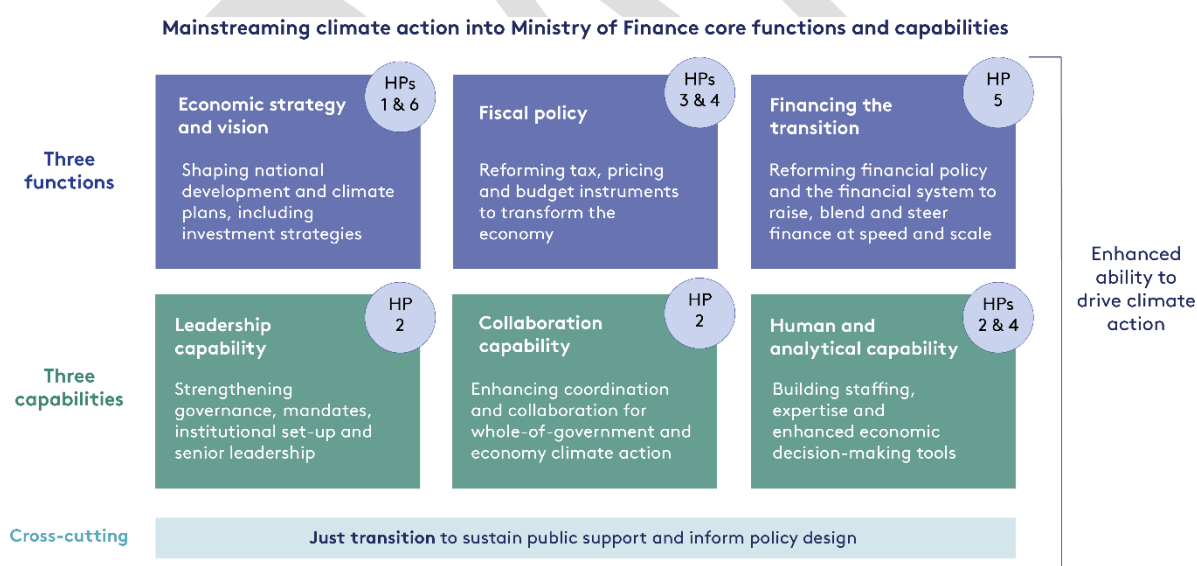 Mainstreaming climate action into Ministry of Finance core functions and capabilities
Three
functions
Economic strategy
and vision
HPs
1 & 6
Shaping national
development and climate
plans, including
investment strategies
Fiscal policy
HPs
3 & 4
Reforming tax, pricing
and budget instruments
to transform the
economy
Financing the
transition
HP
5
Reforming financial policy
and the financial system to
raise, blend and steer
finance at speed and scale
Three
capabilities
Leadership
capability
HP
2
Strengthening
governance, mandates,
institutional set-up and
senior leadership
Collaboration
capability
HP
2
Enhancing coordination
and collaboration for
whole-of-government and
economy climate action
Human and
analytical capability
HPs
2 & 4
Building staffing,
expertise and
enhanced economic
decision-making tools
Enhanced
ability to
drive climate
action
Cross-cutting
Just transition to sustain public support and inform policy design